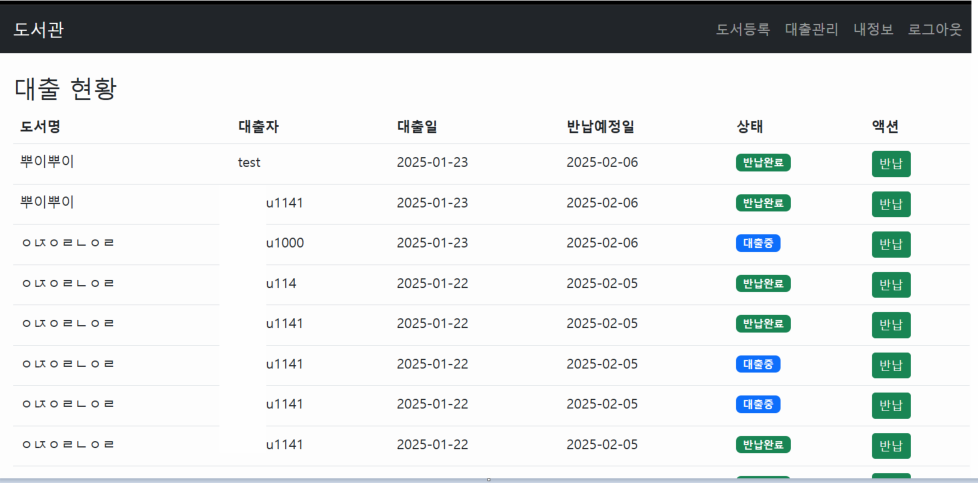 도서관 도서등록 대출관리 내정보 로그아웃
대출 현황
도서명 대출자 대출일 반납예정일 상태 액션
뿌이뿌이 test 2025-01-23 2025-02-06 반납완료 반납
뿌이뿌이 u1141 2025-01-23 2025-02-06 반납완료 반납
ㅇㄵㅇㄹㄴㅇㄹ u1000 2025-01-23 2025-02-06 대출중 반납
ㅇㄵㅇㄹㄴㅇㄹ u114 2025-01-22 2025-02-05 반납완료 반납
ㅇㄵㅇㄹㄴㅇㄹ u1141 2025-01-22 2025-02-05 반납완료 반납
ㅇㄵㅇㄹㄴㅇㄹ u1141 2025-01-22 2025-02-05 대출중 반납
ㅇㄵㅇㄹㄴㅇㄹ u1141 2025-01-22 2025-02-05 대출중 반납
ㅇㄵㅇㄹㄴㅇㄹ u1141 2025-01-22 2025-02-05 반납완료 반납